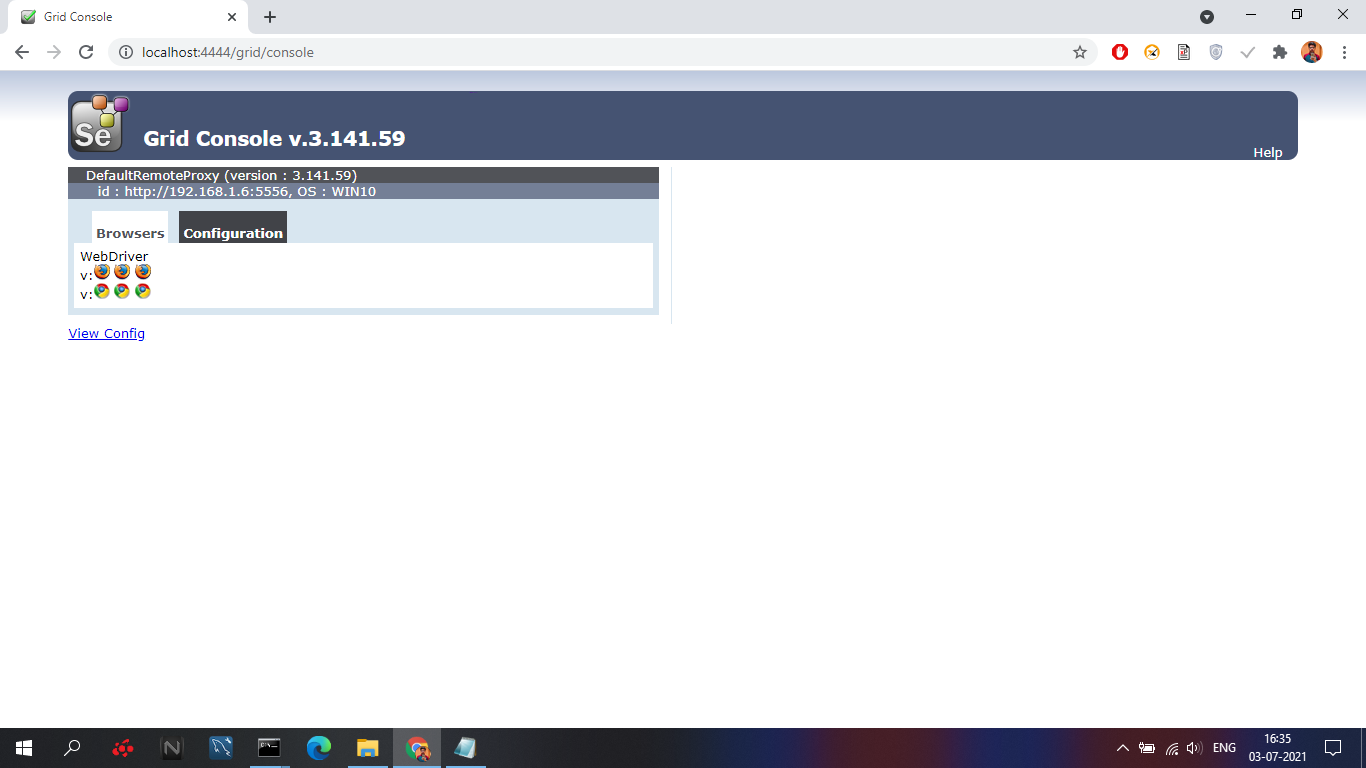 Grid Console
localhost:4444/grid/console
Se
Grid Console v.3.141.59
Help
DefaultRemoteProxy (version : 3.141.59)
id : http://192.168.1.6:5556, OS : WIN10
Browsers Configuration
WebDriver
v:
v:
View Config
N
ENG
16:35
03-07-2021